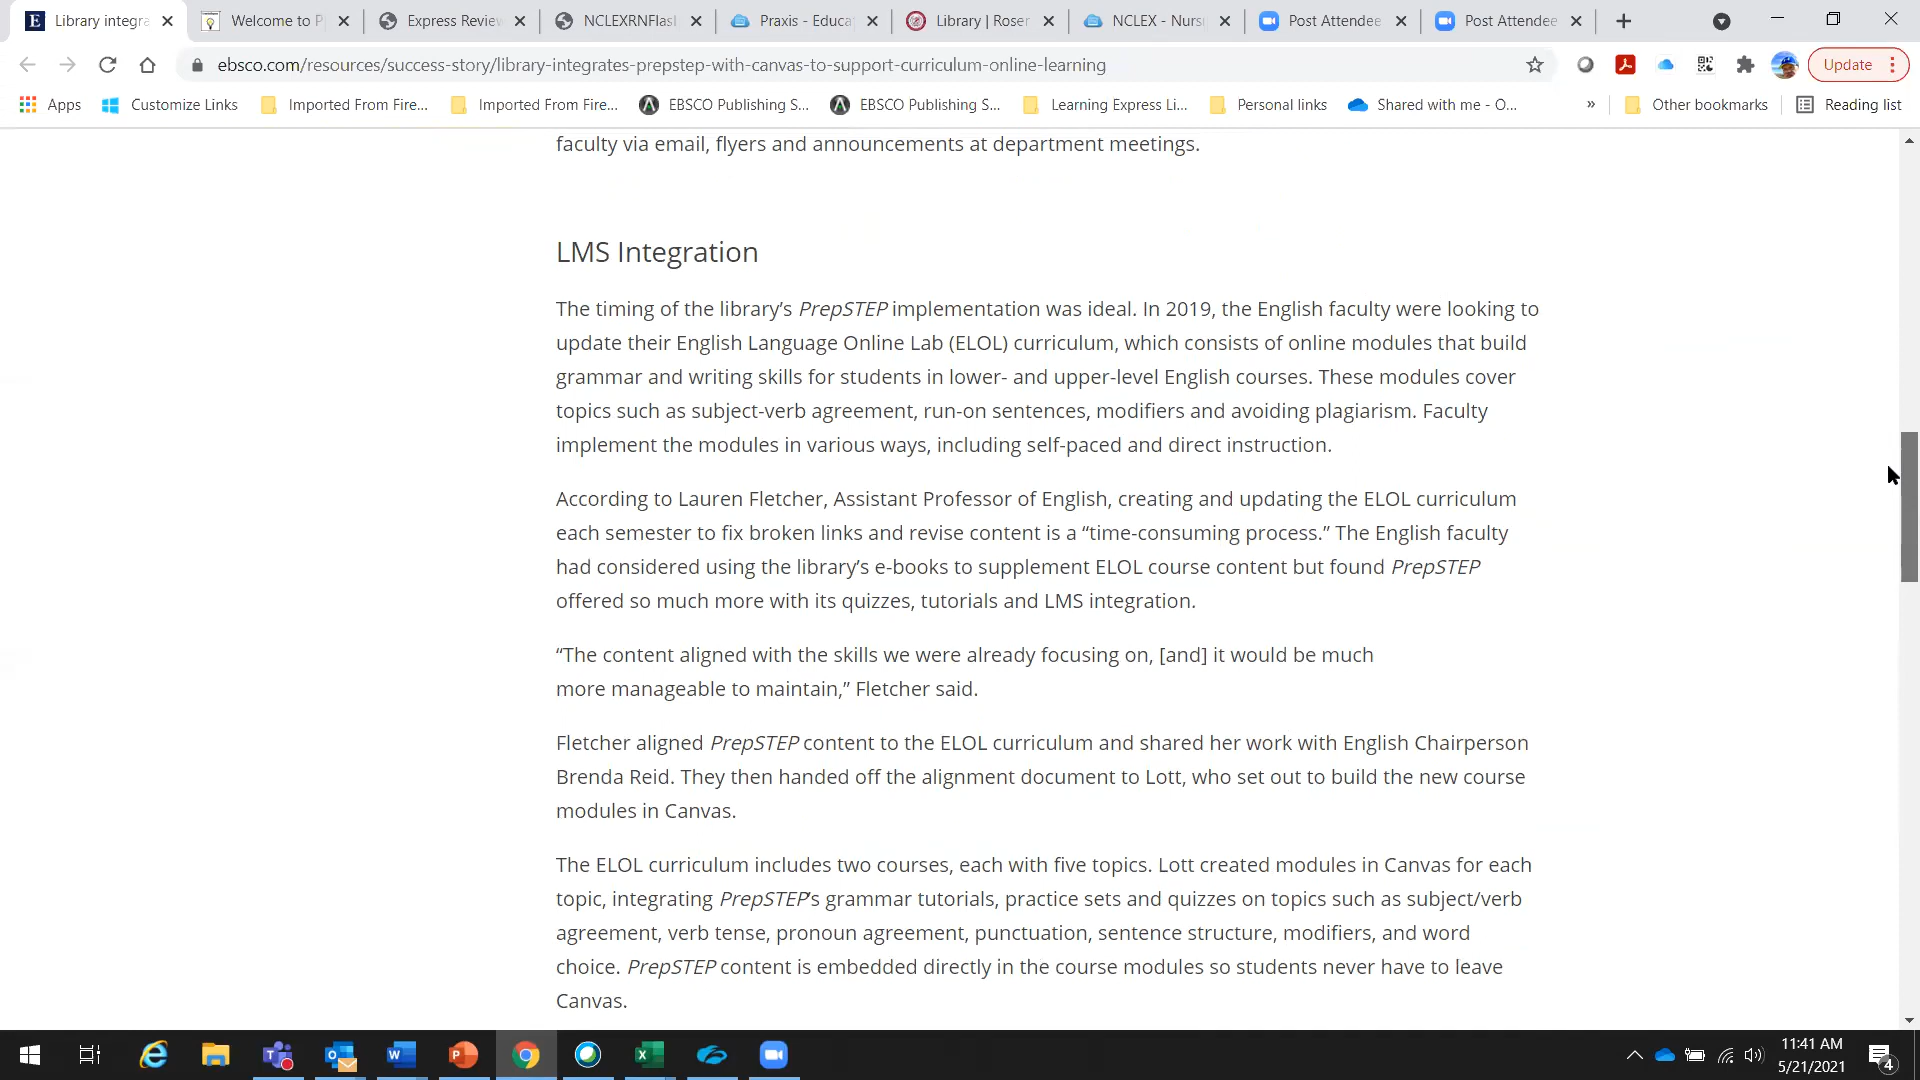 Library integra
Welcome to P
Express Review
NCLEXRNFlas
Praxis - Educa
Library | Rose
NCLEX - Nurs
Post Attendee
Post Attendee
ebsco.com/resources/success-story/library-integrates-prepstep-with-canvas-to-support-curriculum-online-learning
Update
Apps
Customize Links
Imported From Fire...
Imported From Fire...
EBSCO Publishing S...
EBSCO Publishing S...
Learning Express Li...
Personal links
Shared with me - O...
»
Other bookmarks
Reading list
faculty via email, flyers and announcements at department meetings.
LMS Integration
The timing of the library’s PrepSTEP implementation was ideal. In 2019, the English faculty were looking to
update their English Language Online Lab (ELOL) curriculum, which consists of online modules that build
grammar and writing skills for students in lower- and upper-level English courses. These modules cover
topics such as subject-verb agreement, run-on sentences, modifiers and avoiding plagiarism. Faculty
implement the modules in various ways, including self-paced and direct instruction.
According to Lauren Fletcher, Assistant Professor of English, creating and updating the ELOL curriculum
each semester to fix broken links and revise content is a “time-consuming process.” The English faculty
had considered using the library’s e-books to supplement ELOL course content but found PrepSTEP
offered so much more with its quizzes, tutorials and LMS integration.
“The content aligned with the skills we were already focusing on, [and] it would be much
more manageable to maintain,” Fletcher said.
Fletcher aligned PrepSTEP content to the ELOL curriculum and shared her work with English Chairperson
Brenda Reid. They then handed off the alignment document to Lott, who set out to build the new course
modules in Canvas.
The ELOL curriculum includes two courses, each with five topics. Lott created modules in Canvas for each
topic, integrating PrepSTEP’s grammar tutorials, practice sets and quizzes on topics such as subject/verb
agreement, verb tense, pronoun agreement, punctuation, sentence structure, modifiers, and word
choice. PrepSTEP content is embedded directly in the course modules so students never have to leave
Canvas.
11:41 AM
5/21/2021
4